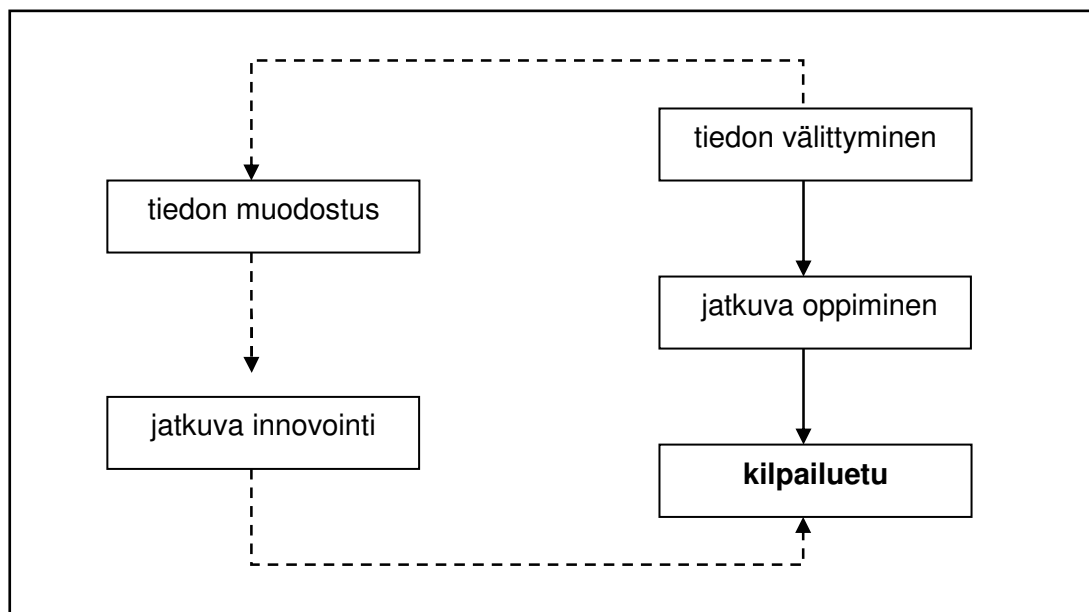 tiedon välittyminen
tiedon muodostus
jatkuva oppiminen
jatkuva innovointi
kilpailuetu